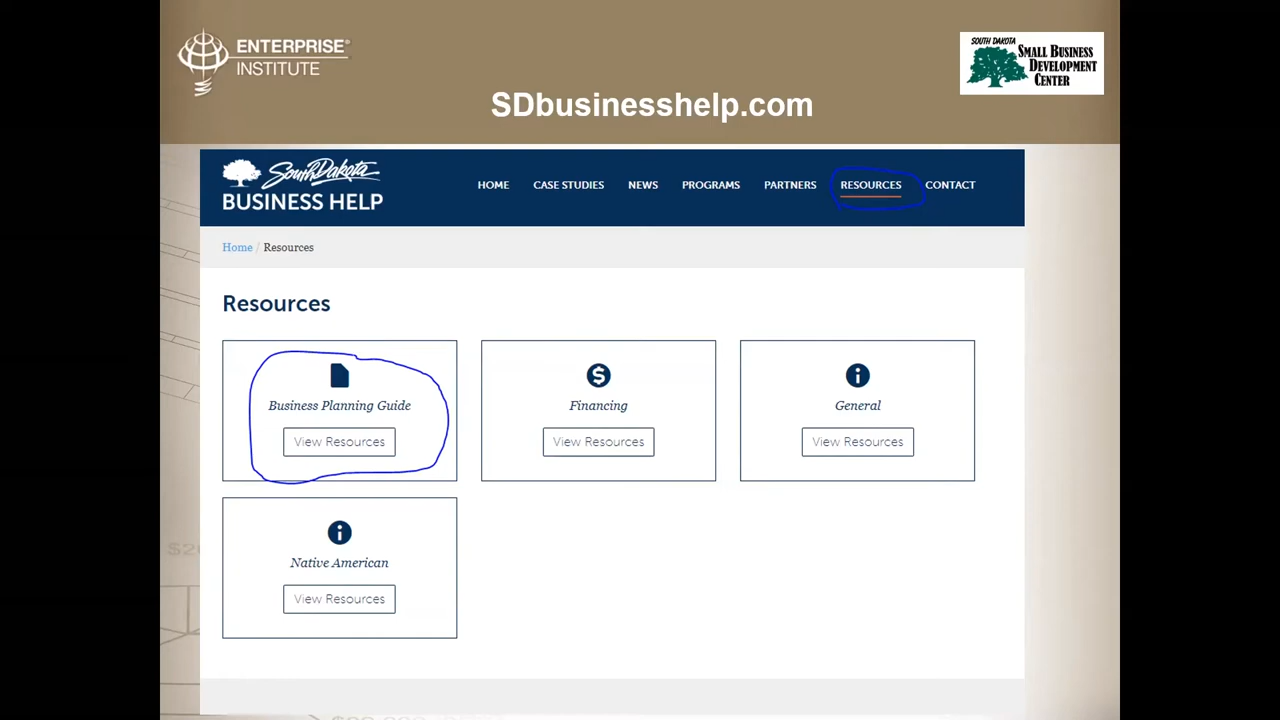 ENTERPRISE®
INSTITUTE
SOUTH DAKOTA
SMALL BUSINESS
DEVELOPMENT
CENTER
SDbusinesshelp.com
South Dakota
BUSINESS HELP
HOME CASE STUDIES NEWS PROGRAMS PARTNERS RESOURCES CONTACT
Home / Resources
Resources
Business Planning Guide
View Resources
Financing
View Resources
General
View Resources
Native American
View Resources